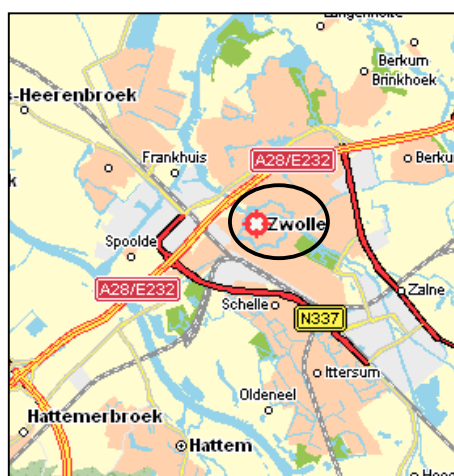 Berkum
Brinkhoek
s-Heerenbroek
Frankhuis
A28/E232
Berku
Zwolle
Spoolde
A28/E232
Zalne
Schelle
N337
Ittersum
Oldeneel
Hattemerbroek
Hattem